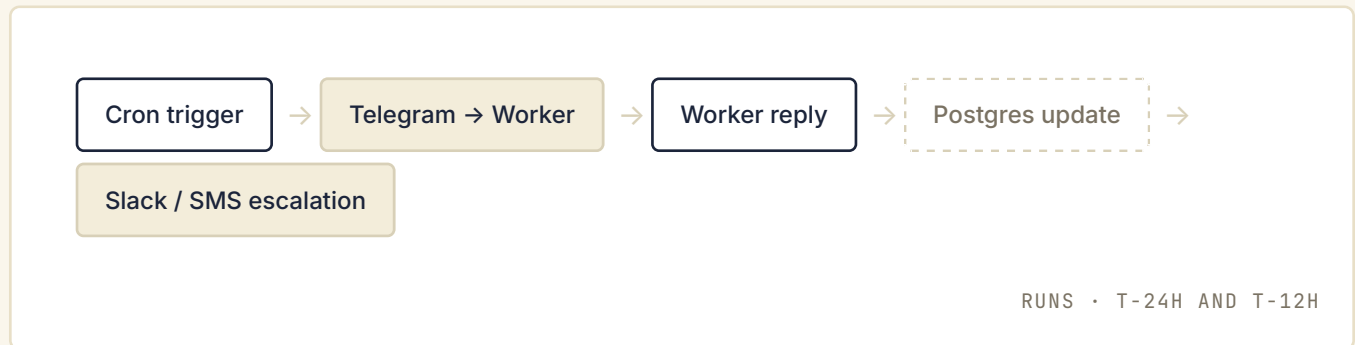 Cron trigger → Telegram → Worker → Worker reply → Postgres update →
Slack / SMS escalation
RUNS · T-24H AND T-12H